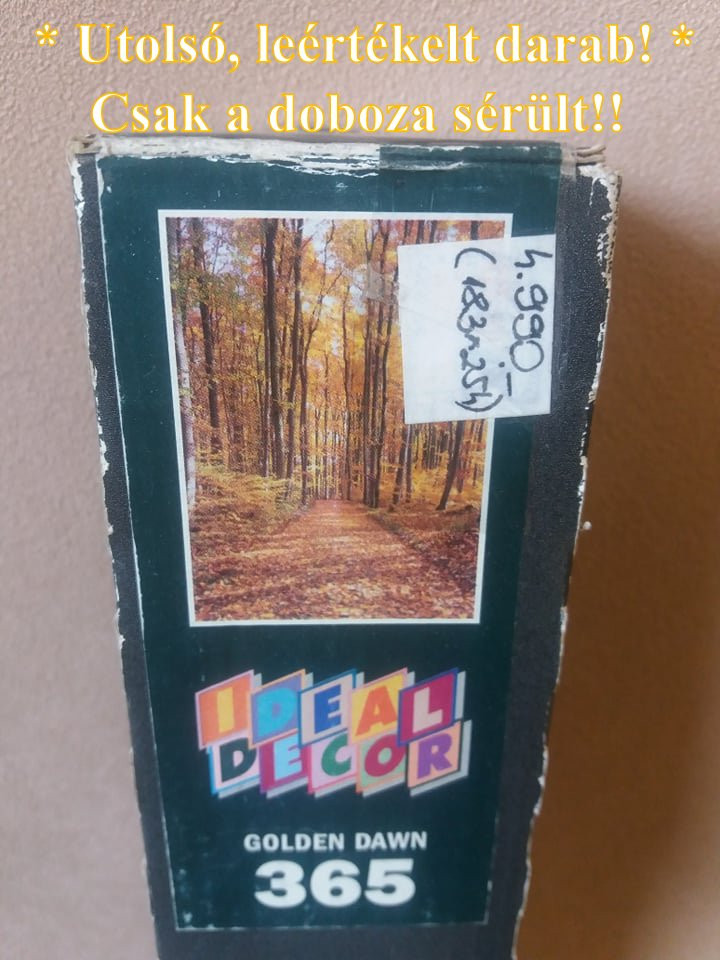 * Utolsó, leértékelt darab! *
Csak a doboza sérült!!
4.990.-
(183x254)
IDEAL
DECOR
GOLDEN DAWN
365